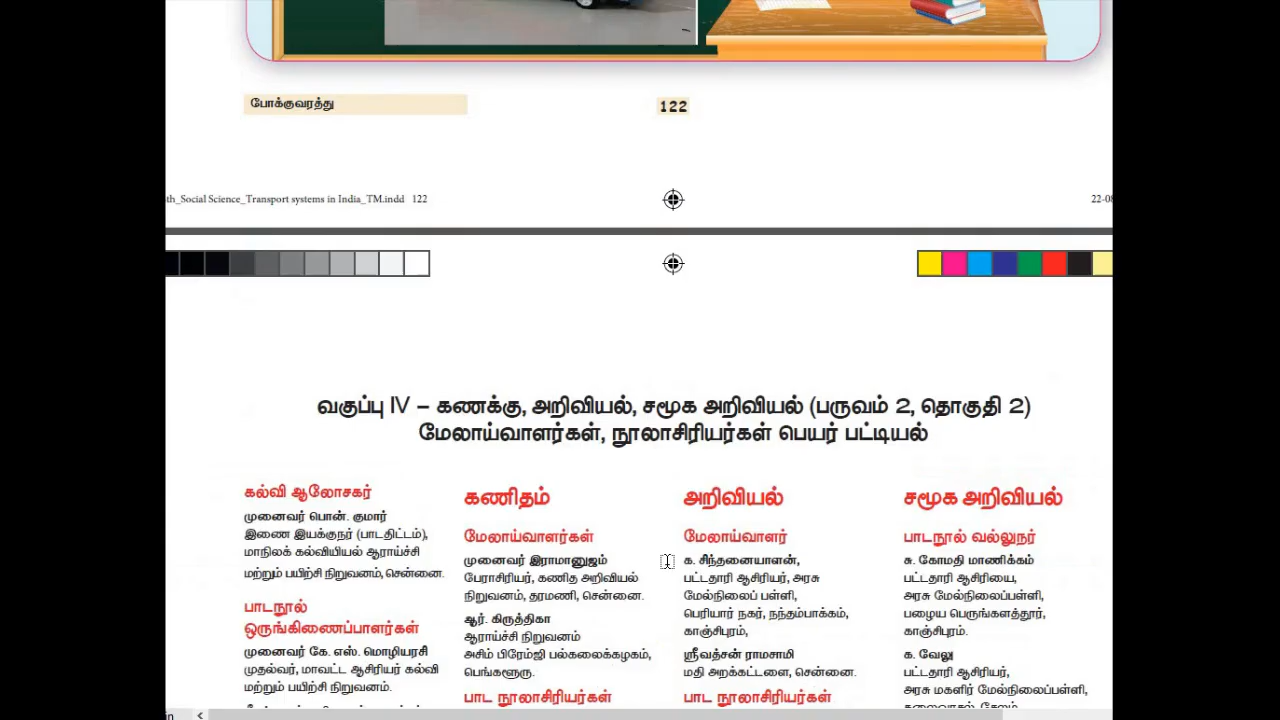 போக்குவரத்து
122
th_Social Science_Transport systems in India_TM.indd 122
22-08
வகுப்பு IV – கணக்கு, அறிவியல், சமூக அறிவியல் (பருவம் 2, தொகுதி 2)
மேலாய்வாளர்கள், நூலாசிரியர்கள் பெயர் பட்டியல்
கல்வி ஆலோசகர்
முனைவர் பொன். குமார்
இணை இயக்குநர் (பாடதிட்டம்),
மாநிலக் கல்வியியல் ஆராய்ச்சி
மற்றும் பயிற்சி நிறுவனம், சென்னை.
பாடநூல்
ஒருங்கிணைப்பாளர்கள்
முனைவர் கே. எஸ். மொழியரசீ
முதல்வர், மாவட்ட ஆசிரியர் கல்வி
மற்றும் பயிற்சி நிறுவனம்.
கணிதம்
மேலாய்வாளர்கள்
முனைவர் இராமானுஜம்
பேராசிரியர், கணித அறிவியல்
நிறுவனம், தரமணி, சென்னை.
ஆர். கிருத்திகா
ஆராய்ச்சி நிறுவனம்
அசிம் பிரேம்ஜி பல்கலைக்கழகம்,
பெங்களூரு.
பாட நூலாசிரியர்கள்
அறிவியல்
மேலாய்வாளர்
க. சீந்தனையாளன்,
பட்டதாரி ஆசிரியர், அரசு
மேல்நிலைப் பள்ளி,
பெரியார் நகர், நந்தம்பாக்கம்,
காஞ்சிபுரம்,
ஸ்ரீவத்சன் ராமசாமி
மதி அறக்கட்டளை, சென்னை.
பாட நூலாசிரியர்கள்
சமூக அறிவியல்
பாடநூல் வல்லுநர்
சு. கோமதி மாணிக்கம்
பட்டதாரி ஆசிரியை,
அரசு மேல்நிலைப்பள்ளி,
பழைய பெருங்களத்தூர்,
காஞ்சிபுரம்.
க. வேலு
பட்டதாரி ஆசிரியர்,
அரசு மகளிர் மேல்நிலைப்பள்ளி,